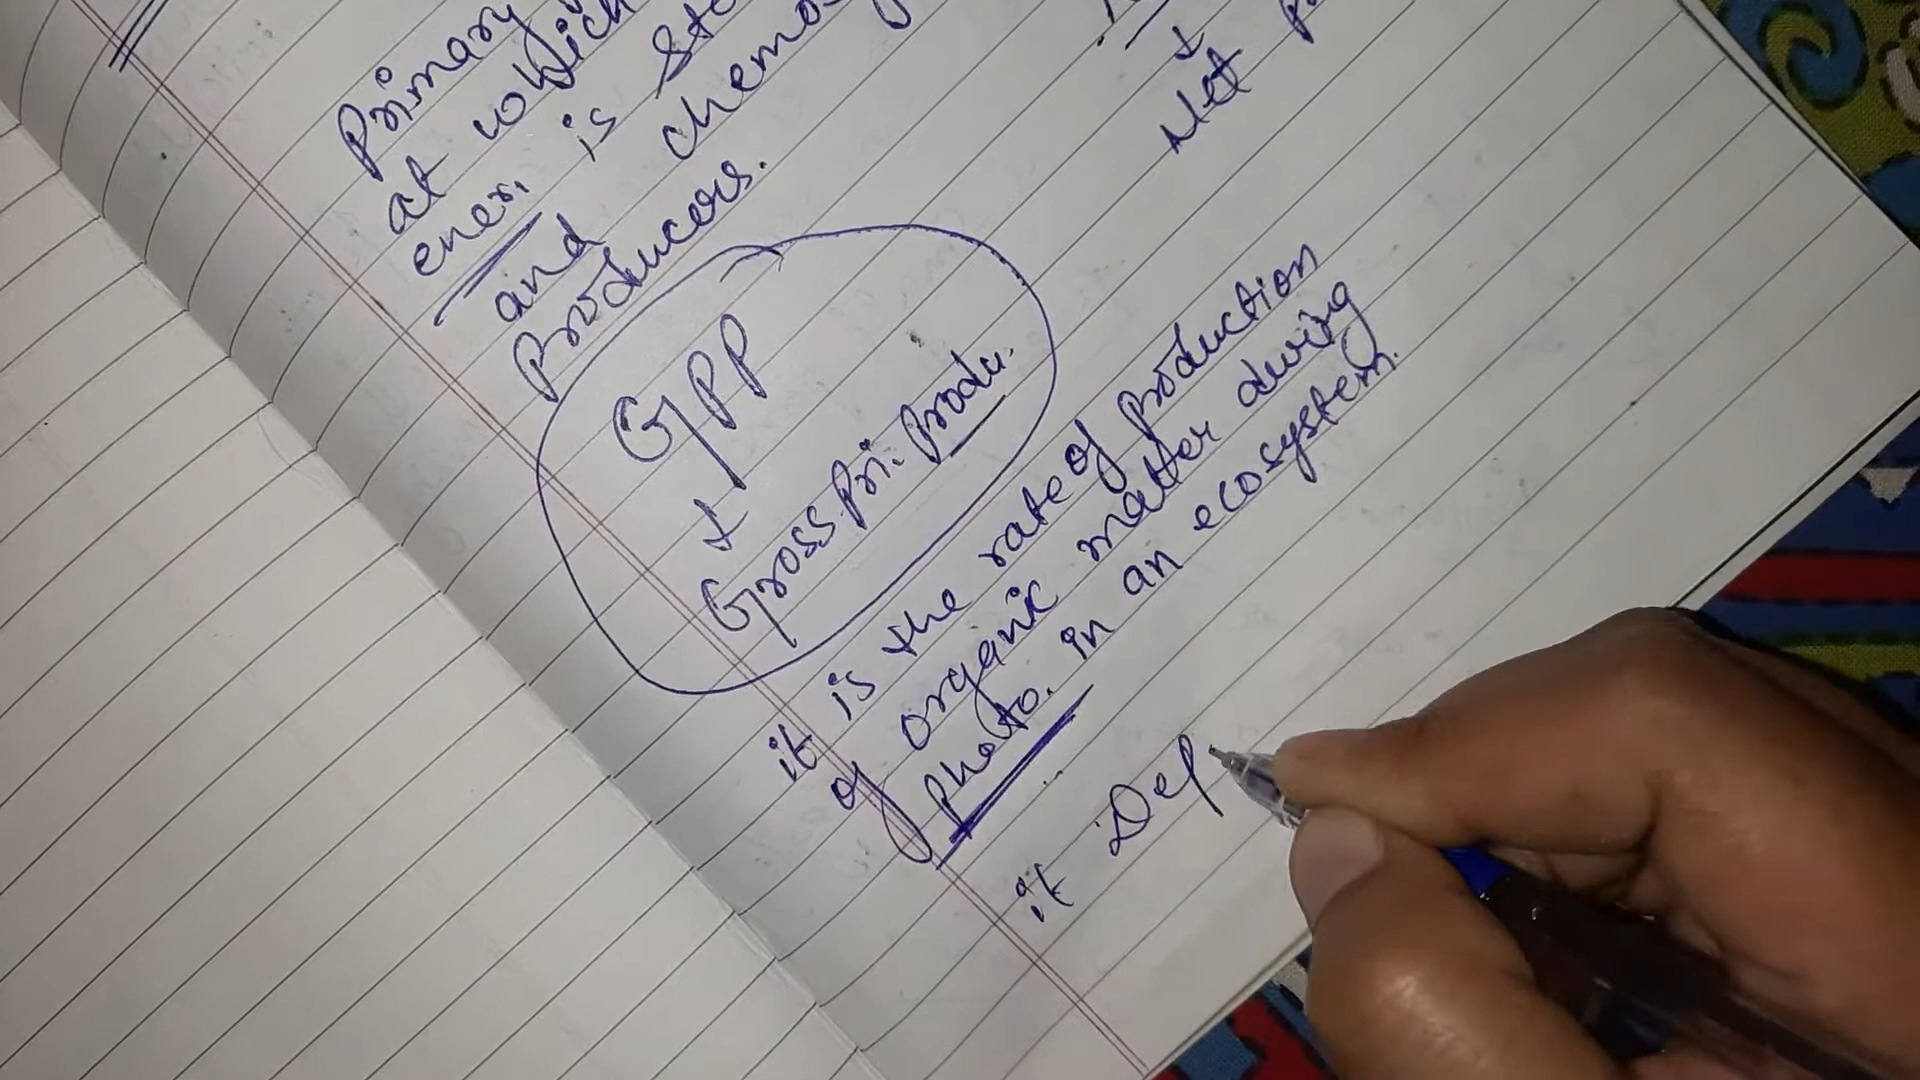 Primary
at which
ener. is
and chemo
Producers.
Net
GPP
Gross Pri. Produ.
it is the rate of production
of organic matter during
photo. in an ecosystem.
it Dep